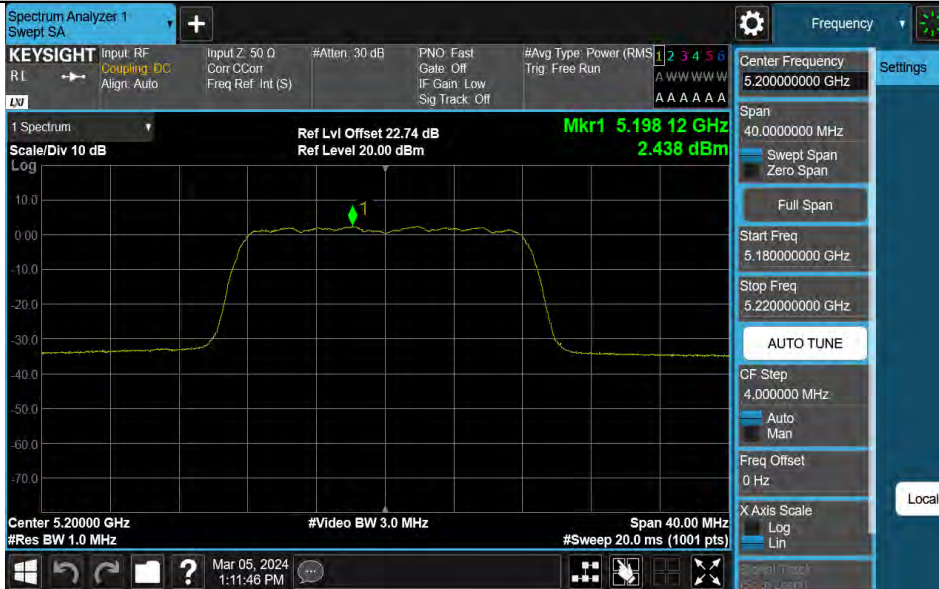 Spectrum Analyzer 1
Swept SA
+
Frequency
KEYSIGHT
RL
LXI
Input: RF
Coupling: DC
Align: Auto
Input Z: 50 Ω
Corr CCorr
Freq Ref: Int (S)
#Atten: 30 dB
PNO: Fast
Gate: Off
IF Gain: Low
Sig Track: Off
#Avg Type: Power (RMS
Trig: Free Run
1 2 3 4 5 6
A W W W W W
A A A A A A
1 Spectrum
Scale/Div 10 dB
Log
Ref Lvl Offset 22.74 dB
Ref Level 20.00 dBm
Mkr1 5.198 12 GHz
2.438 dBm
10.0
0.00
-10.0
-20.0
-30.0
-40.0
-50.0
-60.0
-70.0
1
Center 5.20000 GHz
#Res BW 1.0 MHz
#Video BW 3.0 MHz
Span 40.00 MHz
#Sweep 20.0 ms (1001 pts)
?
Mar 05, 2024
1:11:46 PM
Center Frequency
5.200000000 GHz
Span
40.0000000 MHz
Swept Span
Zero Span
Full Span
Start Freq
5.180000000 GHz
Stop Freq
5.220000000 GHz
AUTO TUNE
CF Step
4.000000 MHz
Auto
Man
Freq Offset
0 Hz
X Axis Scale
Log
Lin
Signal Track
Settings
Local